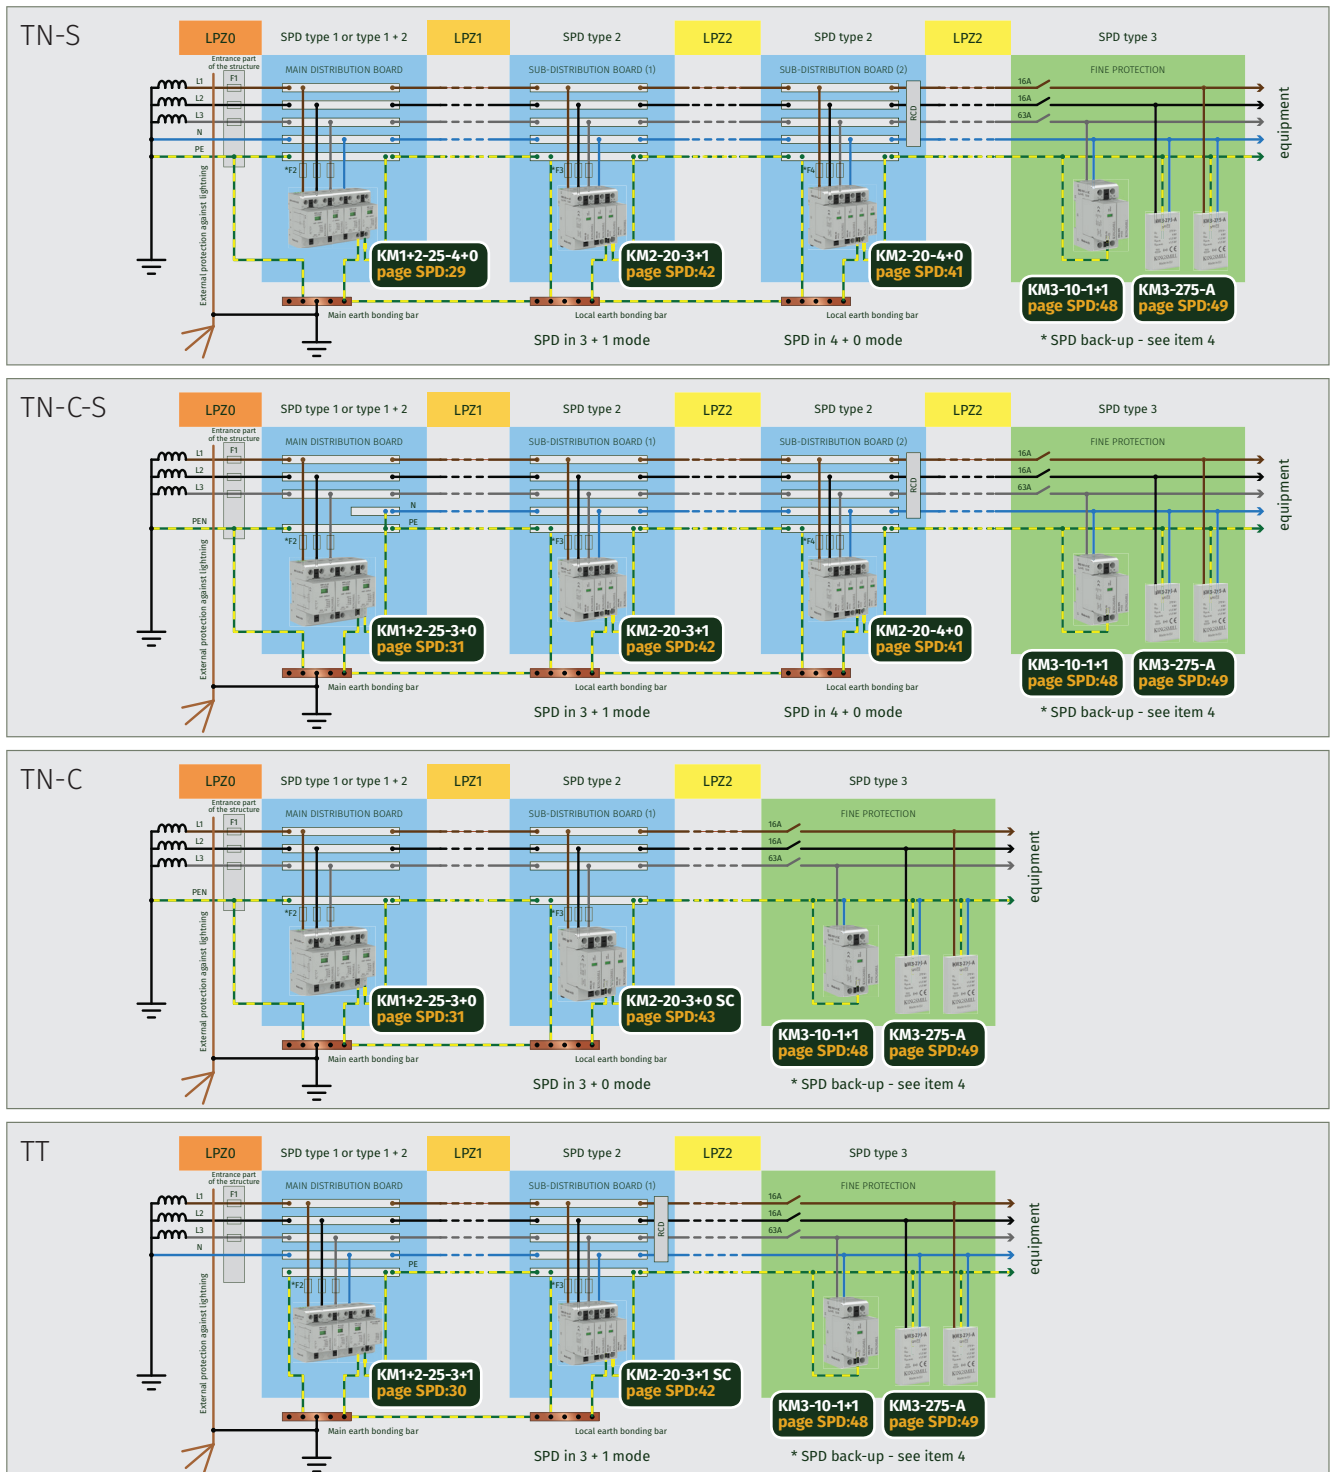 TN-S
LPZ0
SPD type 1 or type 1 + 2
LPZ1
SPD type 2
LPZ2
SPD type 2
LPZ2
SPD type 3
Entrance part
of the structure
MAIN DISTRIBUTION BOARD
SUB-DISTRIBUTION BOARD (1)
SUB-DISTRIBUTION BOARD (2)
FINE PROTECTION
L1
F1
16A
L2
16A
L3
63A
N
PE
RCD
equipment
*F2
*F3
*F4
External protection against lightning
KM1+2-25-4+0
page SPD:29
KM2-20-3+1
page SPD:42
KM2-20-4+0
page SPD:41
KM3-10-1+1
page SPD:48
KM3-275-A
page SPD:49
Main earth bonding bar
Local earth bonding bar
Local earth bonding bar
SPD in 3 + 1 mode
SPD in 4 + 0 mode
* SPD back-up - see item 4
TN-C-S
LPZ0
SPD type 1 or type 1 + 2
LPZ1
SPD type 2
LPZ2
SPD type 2
LPZ2
SPD type 3
Entrance part
of the structure
MAIN DISTRIBUTION BOARD
SUB-DISTRIBUTION BOARD (1)
SUB-DISTRIBUTION BOARD (2)
FINE PROTECTION
L1
F1
16A
L2
16A
L3
63A
N
PEN
PE
RCD
equipment
*F2
*F3
*F4
External protection against lightning
KM1+2-25-3+0
page SPD:31
KM2-20-3+1
page SPD:42
KM2-20-4+0
page SPD:41
KM3-10-1+1
page SPD:48
KM3-275-A
page SPD:49
Main earth bonding bar
Local earth bonding bar
Local earth bonding bar
SPD in 3 + 1 mode
SPD in 4 + 0 mode
* SPD back-up - see item 4
TN-C
LPZ0
SPD type 1 or type 1 + 2
LPZ1
SPD type 2
LPZ2
SPD type 3
Entrance part
of the structure
MAIN DISTRIBUTION BOARD
SUB-DISTRIBUTION BOARD (1)
FINE PROTECTION
L1
F1
16A
L2
16A
L3
63A
PEN
equipment
*F2
*F3
External protection against lightning
KM1+2-25-3+0
page SPD:31
KM2-20-3+0 SC
page SPD:43
KM3-10-1+1
page SPD:48
KM3-275-A
page SPD:49
Main earth bonding bar
Local earth bonding bar
SPD in 3 + 0 mode
* SPD back-up - see item 4
TT
LPZ0
SPD type 1 or type 1 + 2
LPZ1
SPD type 2
LPZ2
SPD type 3
Entrance part
of the structure
MAIN DISTRIBUTION BOARD
SUB-DISTRIBUTION BOARD (1)
FINE PROTECTION
L1
F1
16A
L2
16A
L3
63A
N
PE
RCD
equipment
*F2
*F3
External protection against lightning
KM1+2-25-3+1
page SPD:30
KM2-20-3+1 SC
page SPD:42
KM3-10-1+1
page SPD:48
KM3-275-A
page SPD:49
Main earth bonding bar
Local earth bonding bar
SPD in 3 + 1 mode
* SPD back-up - see item 4